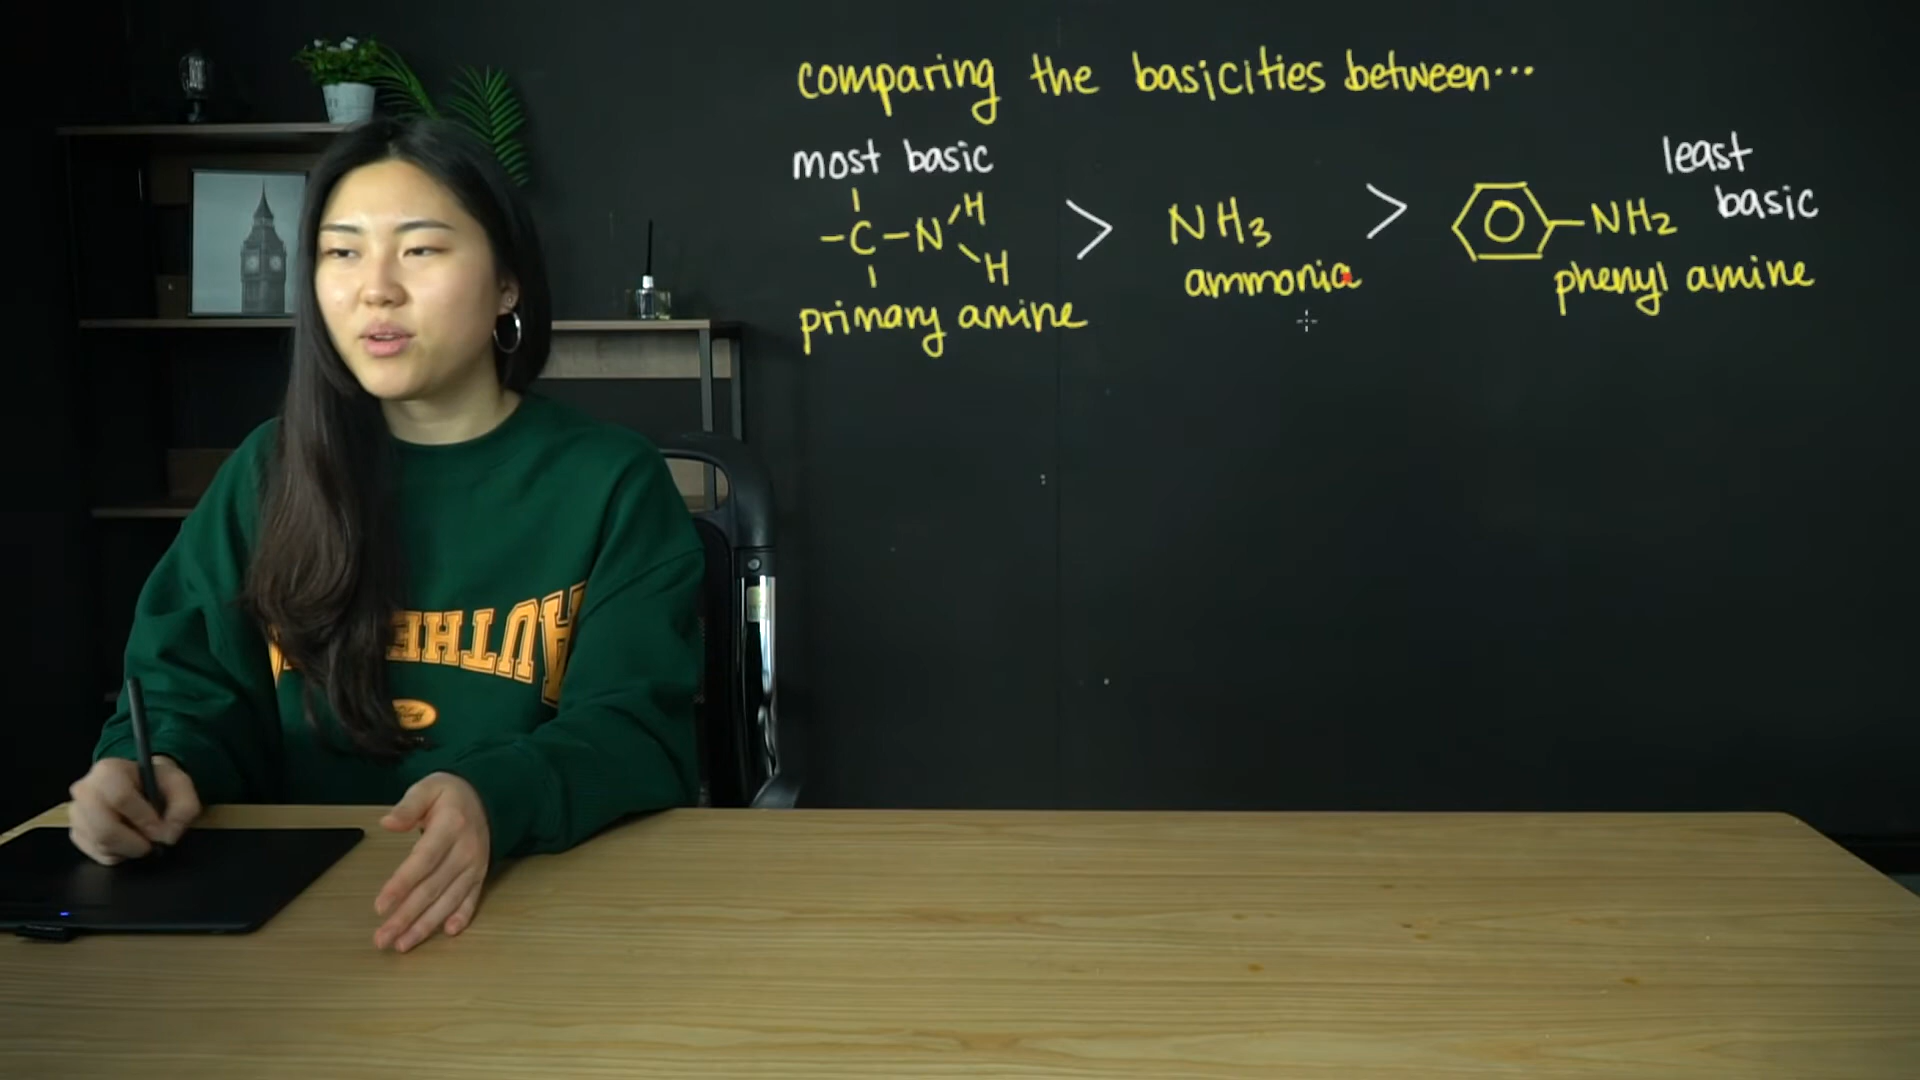 comparing the basicities between...
most basic
-C-N
H
H
primary amine
>
NH3
ammonia
>
least
basic
NH2
phenyl amine